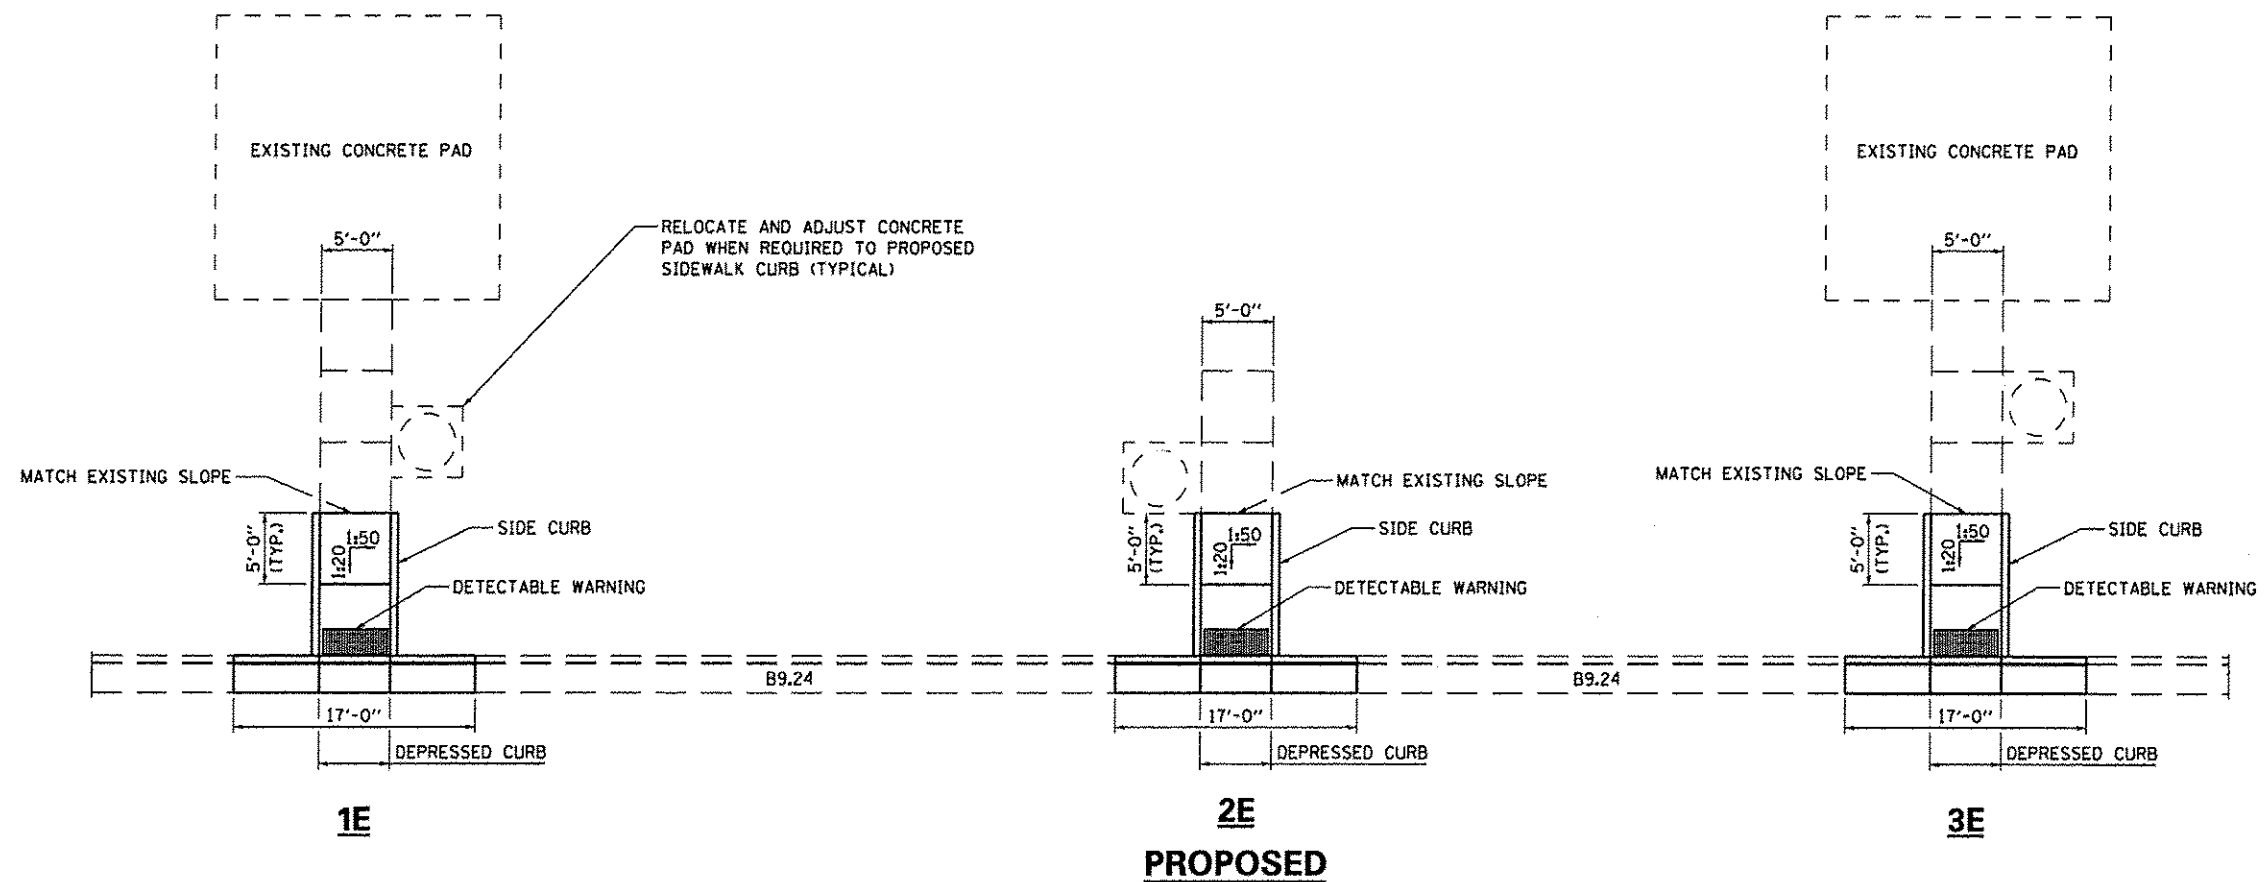 EXISTING CONCRETE PAD
EXISTING CONCRETE PAD
RELOCATE AND ADJUST CONCRETE
PAD WHEN REQUIRED TO PROPOSED
SIDEWALK CURB (TYPICAL)
5'-0"
5'-0"
5'-0"
MATCH EXISTING SLOPE
MATCH EXISTING SLOPE
MATCH EXISTING SLOPE
5'-0"
(TYP.)
1:20
1:50
SIDE CURB
DETECTABLE WARNING
5'-0"
(TYP.)
1:20
1:50
SIDE CURB
DETECTABLE WARNING
5'-0"
(TYP.)
1:20
1:50
SIDE CURB
DETECTABLE WARNING
B9.24
B9.24
17'-0"
17'-0"
17'-0"
DEPRESSED CURB
DEPRESSED CURB
DEPRESSED CURB
1E
2E
3E
PROPOSED